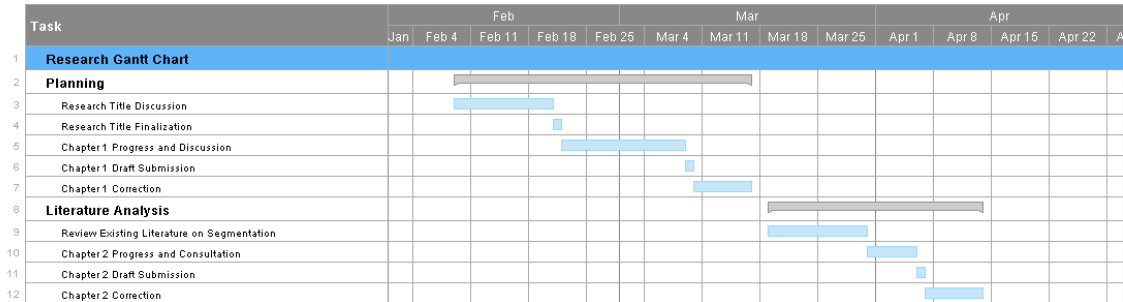 Task
Feb Mar Apr
Jan Feb 4 Feb 11 Feb 18 Feb 25 Mar 4 Mar 11 Mar 18 Mar 25 Apr 1 Apr 8 Apr 15 Apr 22 A
1 Research Gantt Chart
2 Planning
3 Research Title Discussion
4 Research Title Finalization
5 Chapter 1 Progress and Discussion
6 Chapter 1 Draft Submission
7 Chapter 1 Correction
8 Literature Analysis
9 Review Existing Literature on Segmentation
10 Chapter 2 Progress and Consultation
11 Chapter 2 Draft Submission
12 Chapter 2 Correction